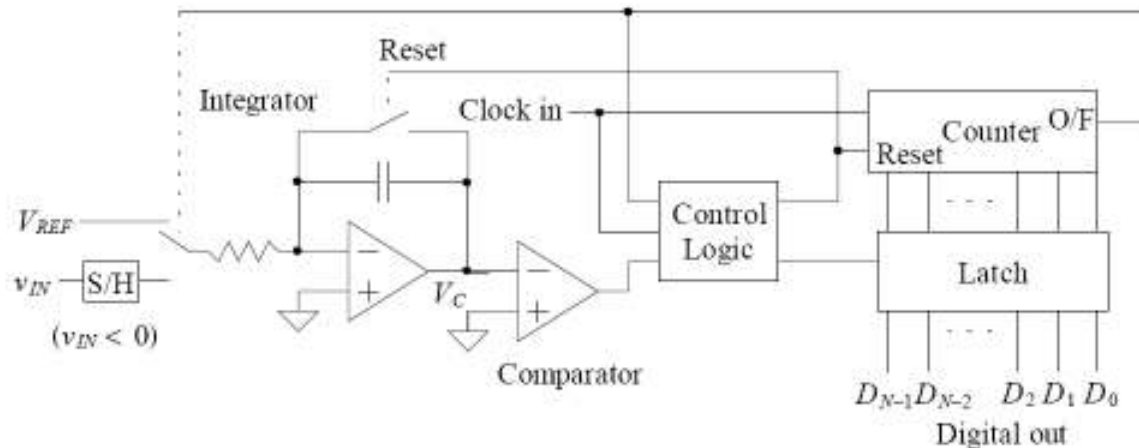 Reset
Integrator
Clock in
O/F
Counter
Reset
V_REF
Control
Logic
v_IN
S/H
−
+
V_C
−
+
Latch
(v_IN < 0)
Comparator
D_N−1 D_N−2 D_2 D_1 D_0
Digital out